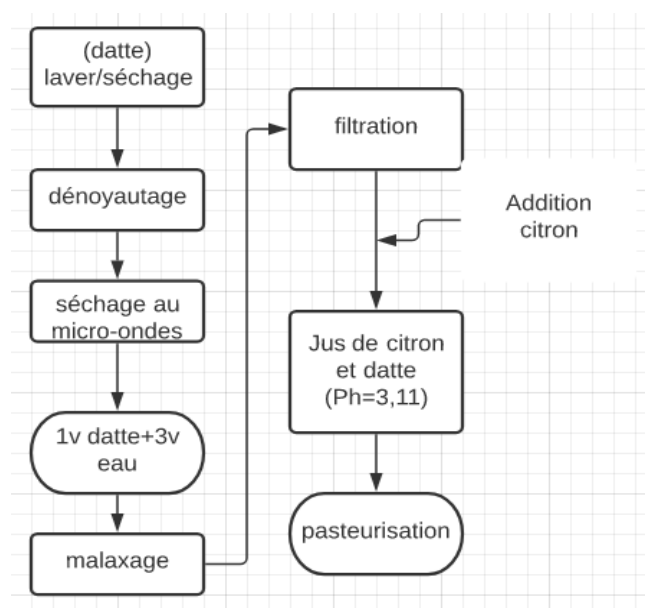 (datte)
laver/séchage
dénoyautage
séchage au
micro-ondes
1v datte+3v
eau
malaxage
filtration
Addition
citron
Jus de citron
et datte
(Ph=3,11)
pasteurisation